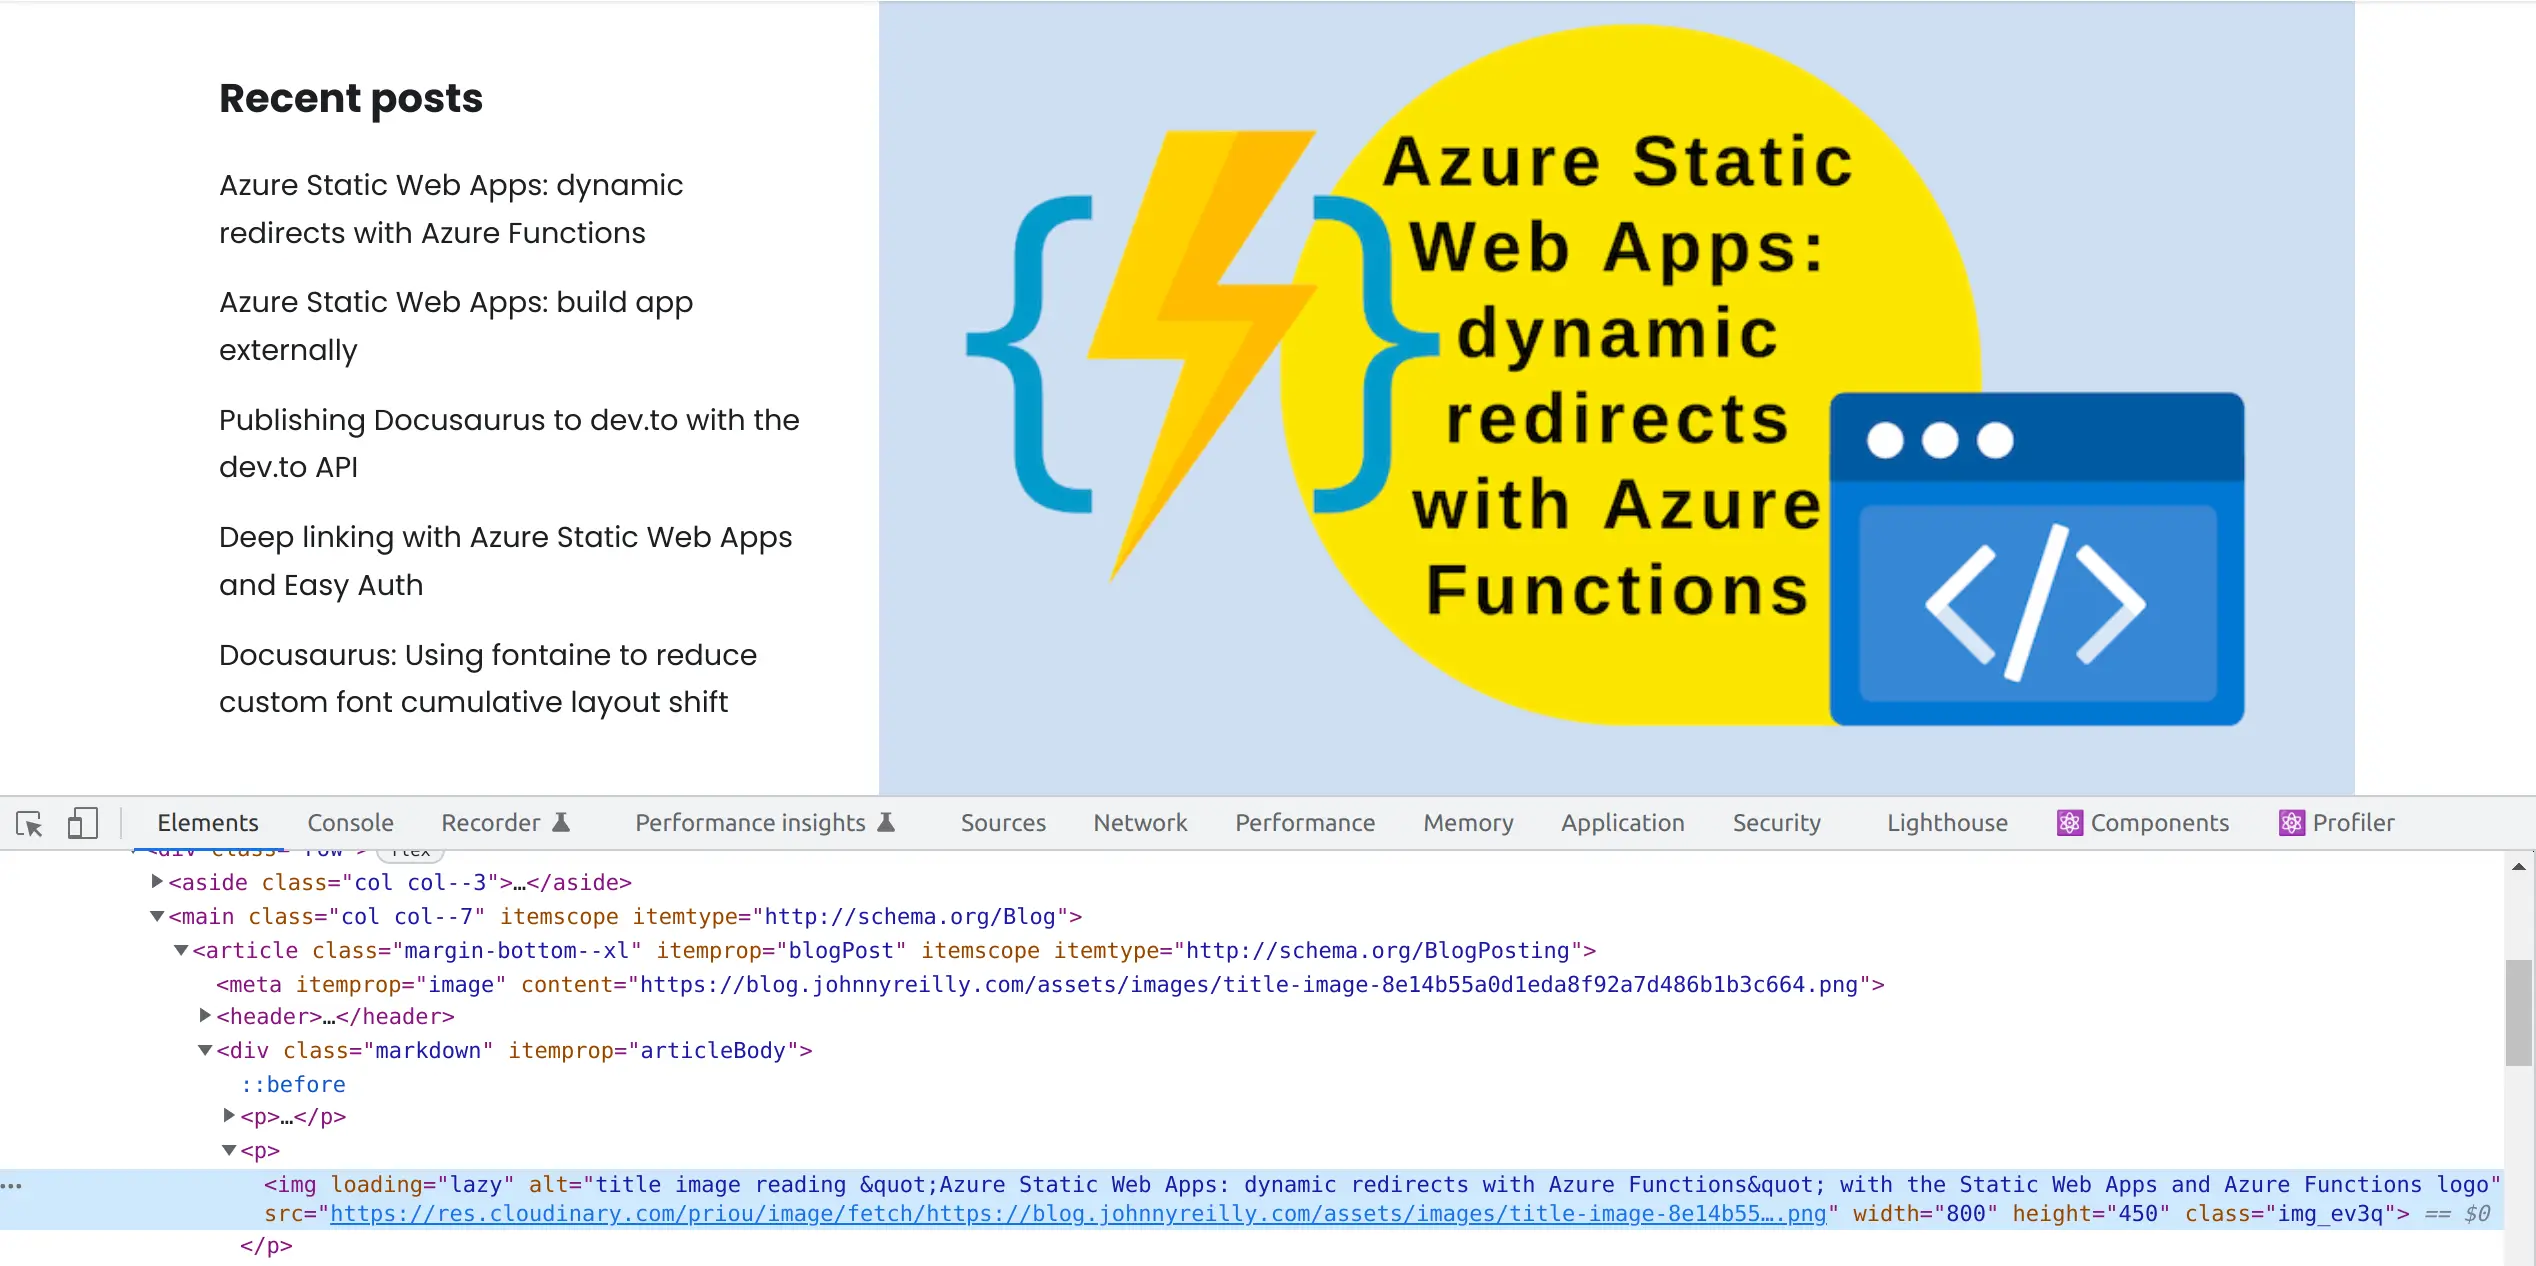 Recent posts
Azure Static Web Apps: dynamic
redirects with Azure Functions
Azure Static Web Apps: build app
externally
Publishing Docusaurus to dev.to with the
dev.to API
Deep linking with Azure Static Web Apps
and Easy Auth
Docusaurus: Using fontaine to reduce
custom font cumulative layout shift
Azure Static
Web Apps:
dynamic
redirects
with Azure
Functions
Elements Console Recorder Performance insights Sources Network Performance Memory Application Security Lighthouse Components Profiler
<div class="row"> flex
<aside class="col col--3">…</aside>
<main class="col col--7" itemscope itemtype="http://schema.org/Blog">
<article class="margin-bottom--xl" itemprop="blogPost" itemscope itemtype="http://schema.org/BlogPosting">
<meta itemprop="image" content="https://blog.johnnyreilly.com/assets/images/title-image-8e14b55a0d1eda8f92a7d486b1b3c664.png">
<header>…</header>
<div class="markdown" itemprop="articleBody">
::before
<p>…</p>
<p>
<img loading="lazy" alt="title image reading &quot;Azure Static Web Apps: dynamic redirects with Azure Functions&quot; with the Static Web Apps and Azure Functions logo"
src="https://res.cloudinary.com/priou/image/fetch/https://blog.johnnyreilly.com/assets/images/title-image-8e14b55….png" width="800" height="450" class="img_ev3q"> == $0
</p>